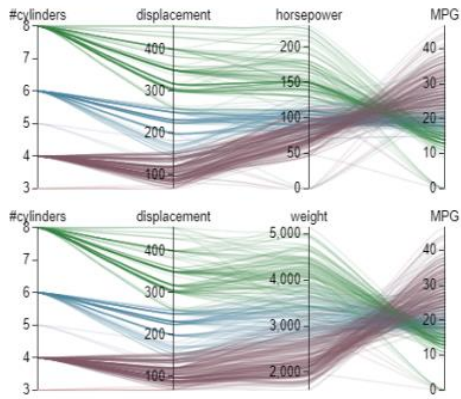 #cylinders displacement horsepower MPG
8
400 200 40
7
6 300 150 30
5 200 100 20
4 100 50 10
3 0 0
#cylinders displacement weight MPG
8 5,000
7 400 40
6 300 4,000 30
5 200 3,000 20
4 100 2,000 10
3 0